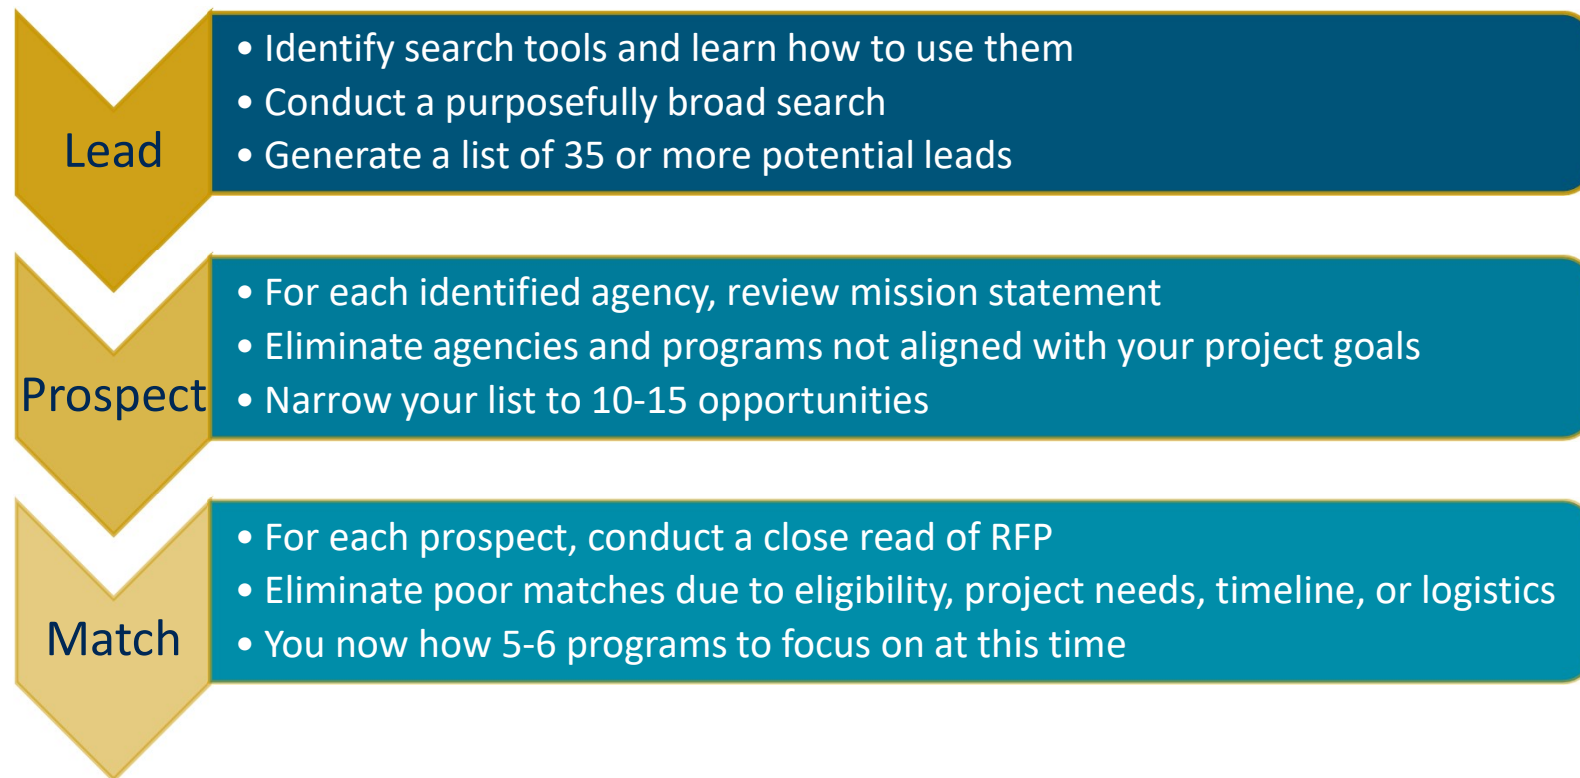 Lead
• Identify search tools and learn how to use them
• Conduct a purposefully broad search
• Generate a list of 35 or more potential leads
Prospect
• For each identified agency, review mission statement
• Eliminate agencies and programs not aligned with your project goals
• Narrow your list to 10-15 opportunities
Match
• For each prospect, conduct a close read of RFP
• Eliminate poor matches due to eligibility, project needs, timeline, or logistics
• You now how 5-6 programs to focus on at this time